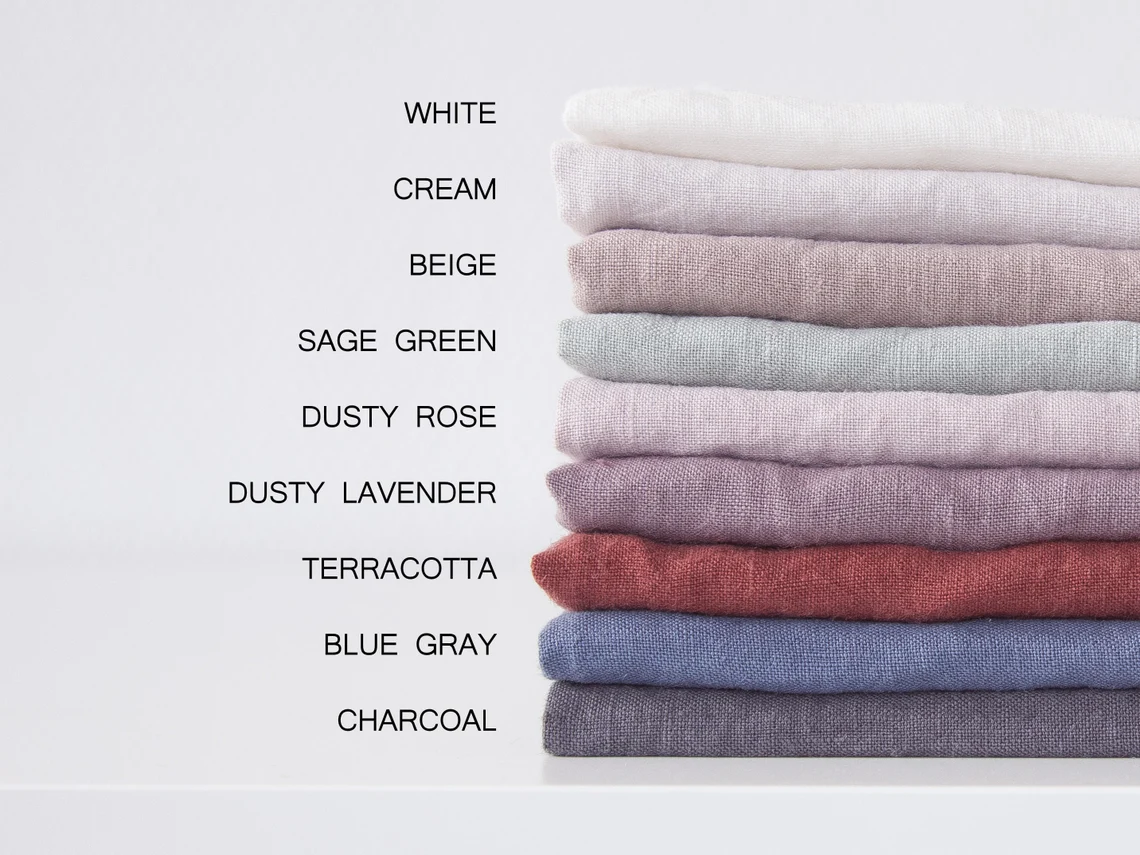 WHITE
CREAM
BEIGE
SAGE GREEN
DUSTY ROSE
DUSTY LAVENDER
TERRACOTTA
BLUE GRAY
CHARCOAL